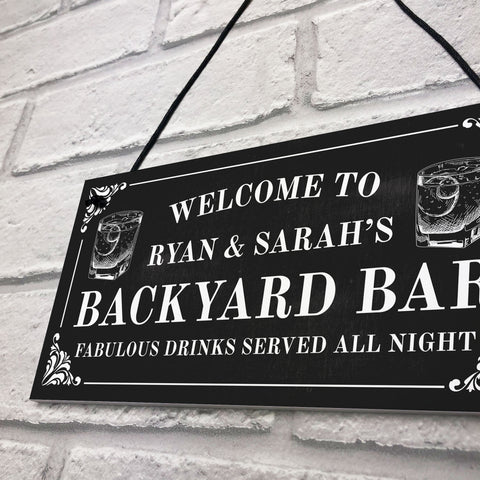 WELCOME TO
RYAN & SARAH'S
BACKYARD BAR
FABULOUS DRINKS SERVED ALL NIGHT